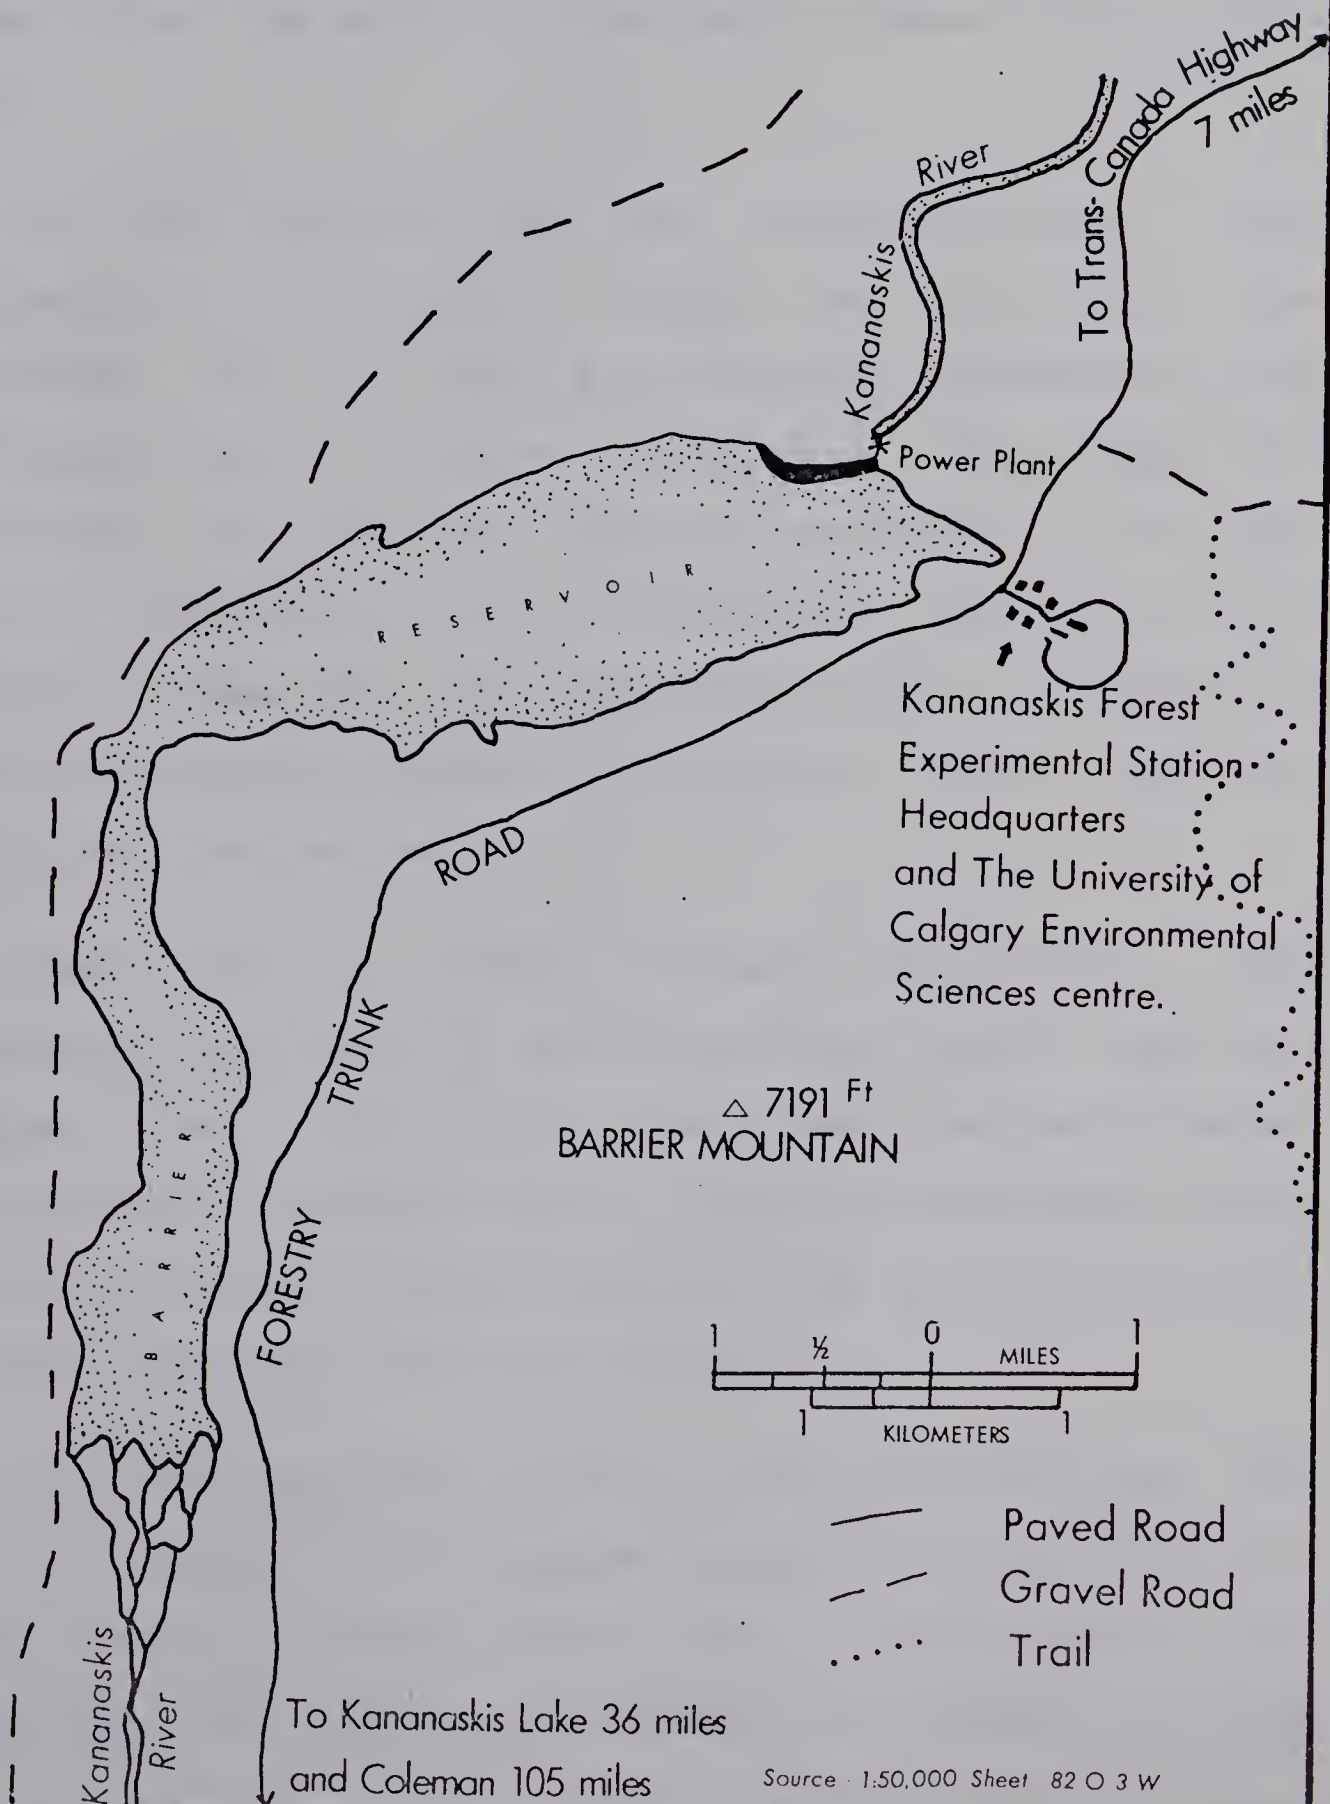 To Trans-Canada Highway
7 miles
Kananaskis River
Power Plant
RESERVOIR
Kananaskis Forest
Experimental Station
Headquarters
and The University of
Calgary Environmental
Sciences centre.
FORESTRY TRUNK ROAD
△ 7191 Ft
BARRIER MOUNTAIN
BARRIER
1 ½ 0 1
MILES
1 1
KILOMETERS
Paved Road
Gravel Road
Trail
Kananaskis
River
To Kananaskis Lake 36 miles
and Coleman 105 miles
Source 1:50,000 Sheet 82 O 3 W